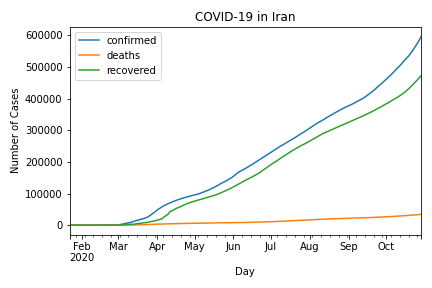 COVID-19 in Iran
confirmed
deaths
recovered
Number of Cases
600000
500000
400000
300000
200000
100000
0
Feb Mar Apr May Jun Jul Aug Sep Oct
2020
Day